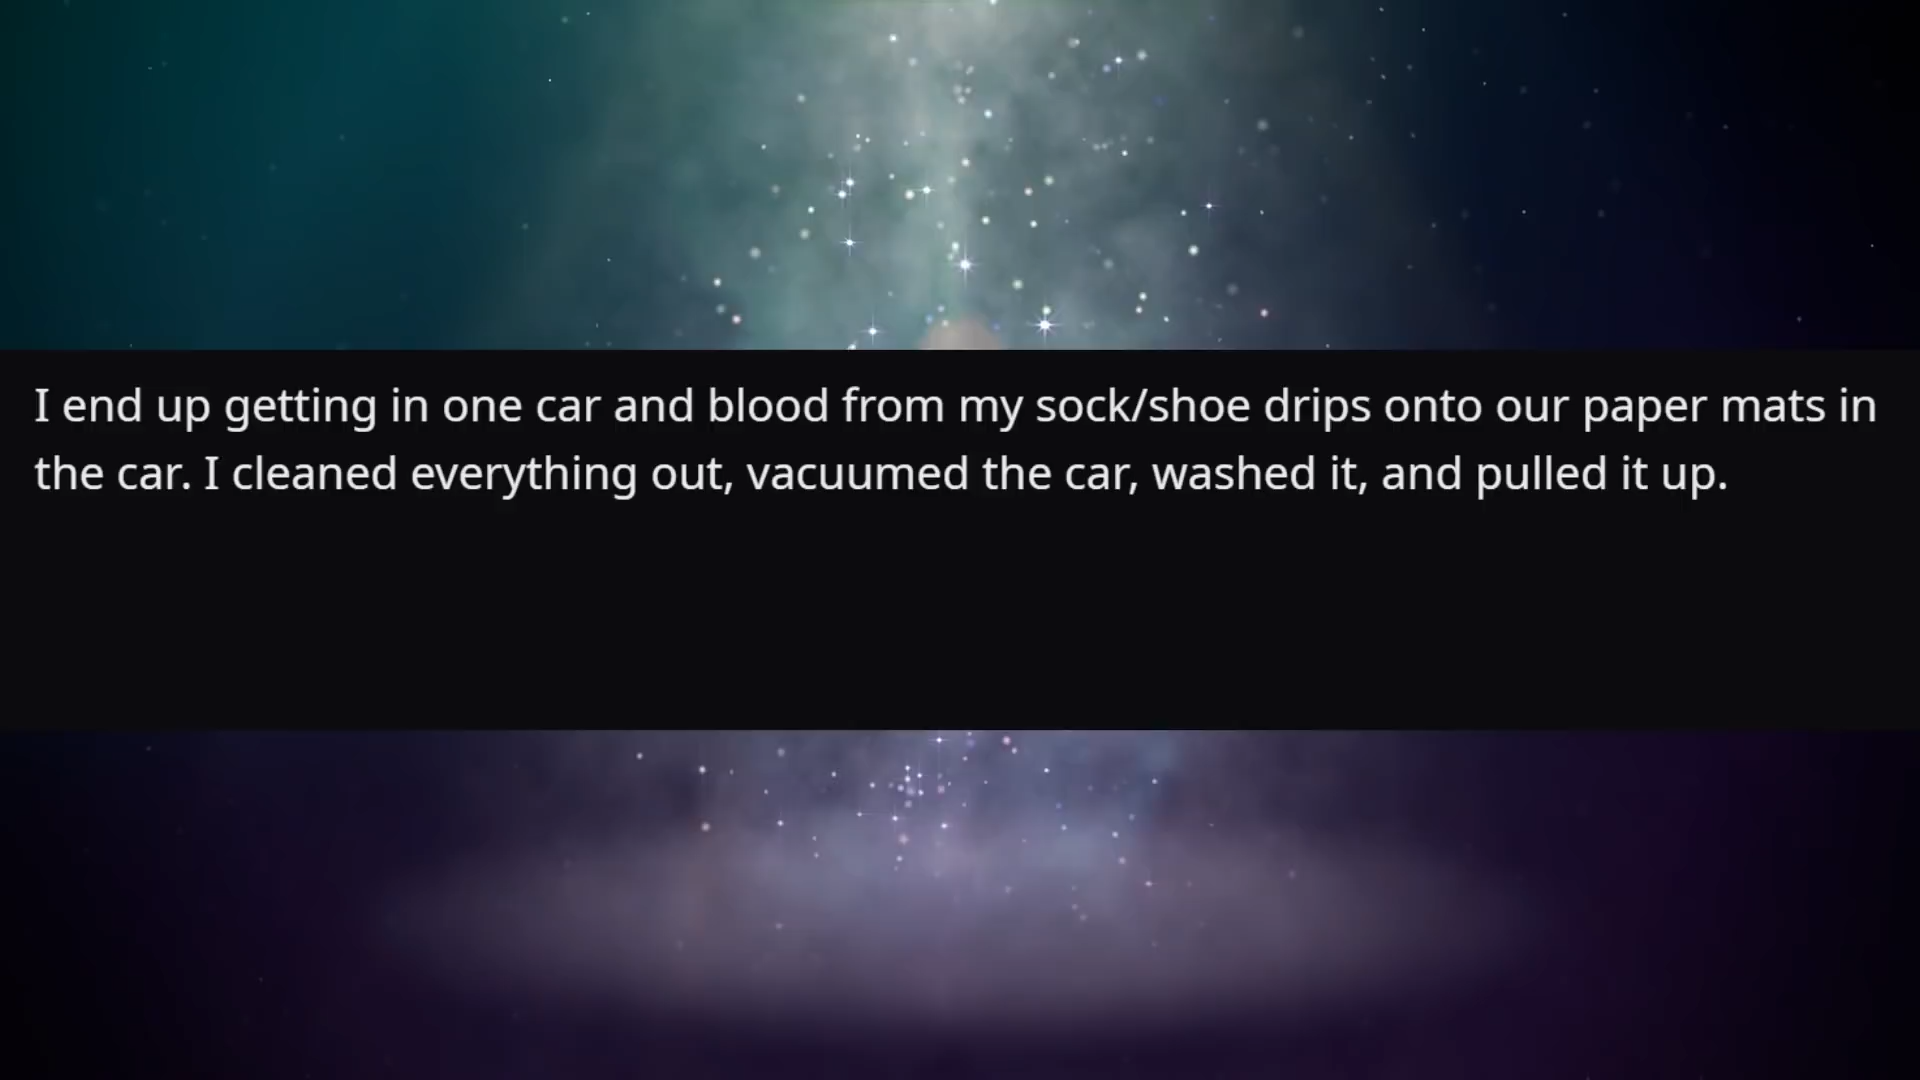 I end up getting in one car and blood from my sock/shoe drips onto our paper mats in
the car. I cleaned everything out, vacuumed the car, washed it, and pulled it up.